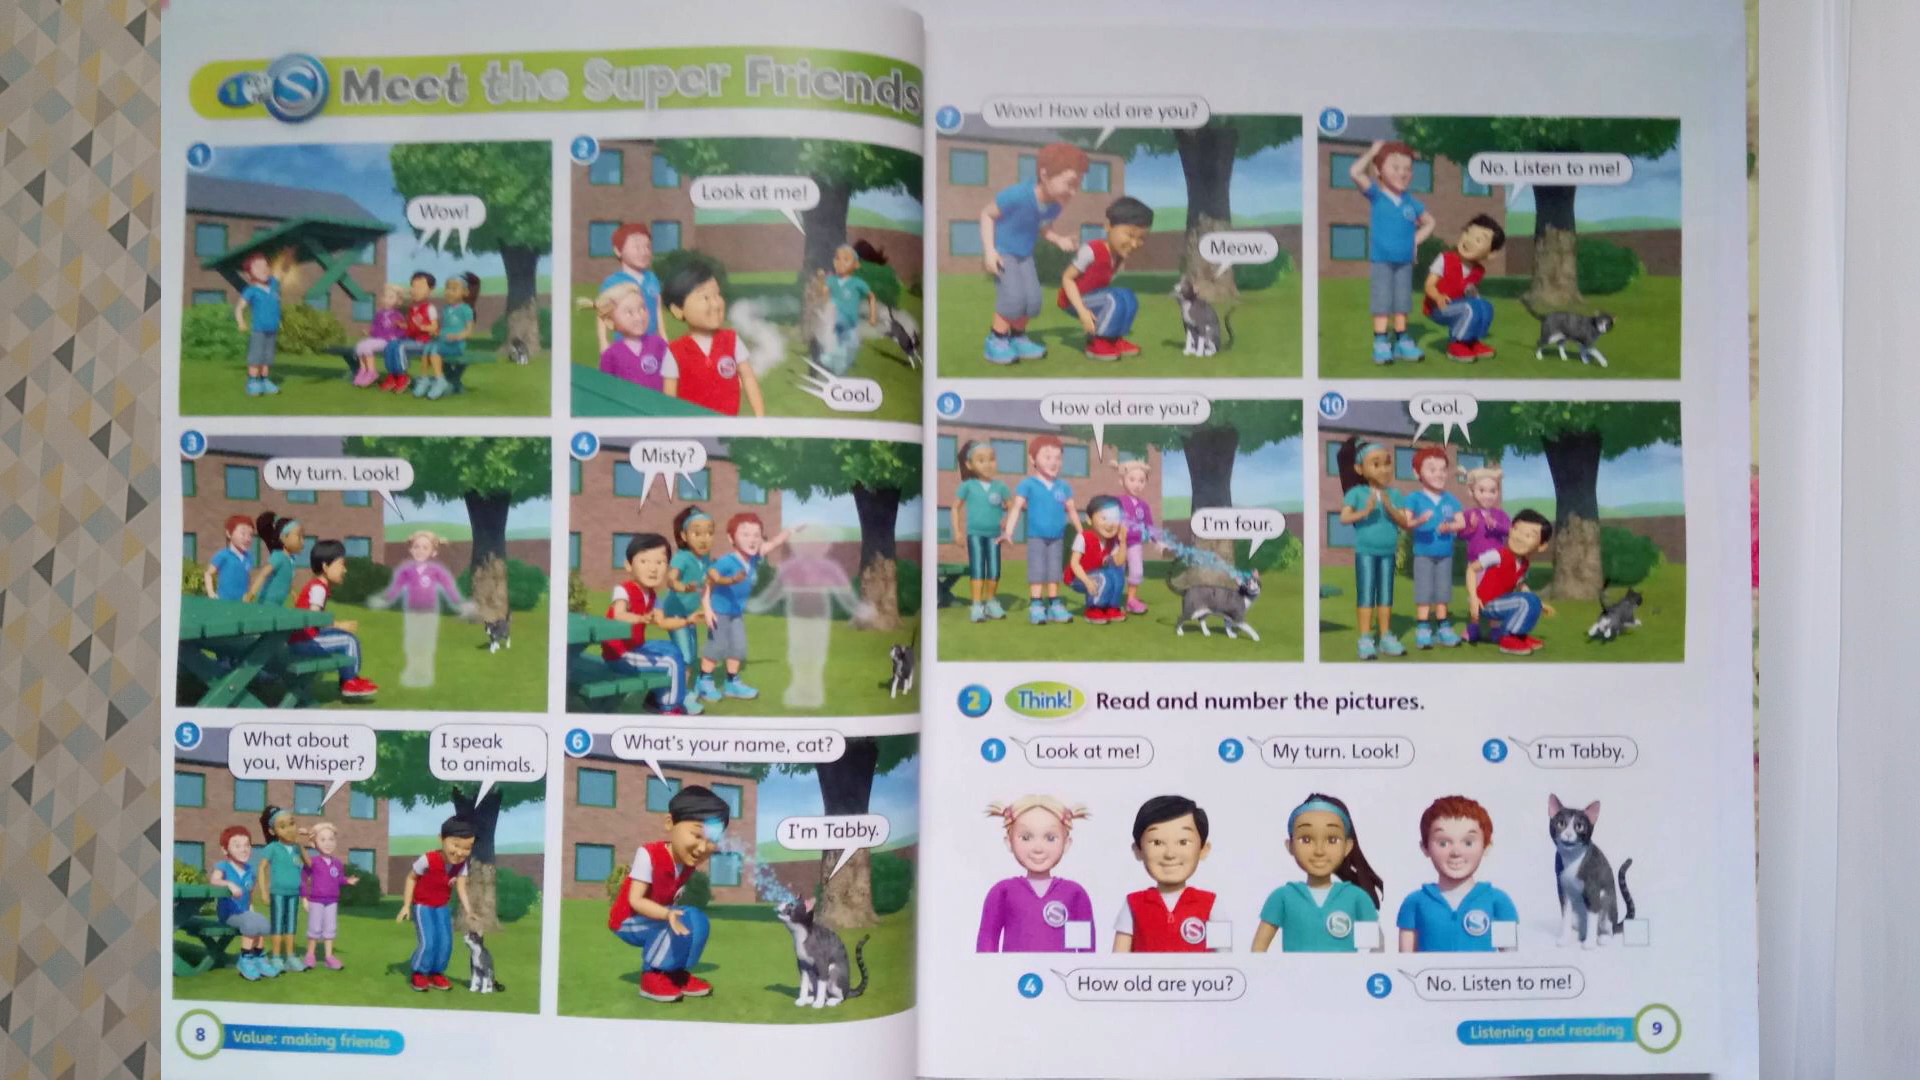 Meet the Super Friends
1
Wow!
2
Look at me!
Cool.
3
My turn. Look!
4
Misty?
5
What about
you, Whisper?
I speak
to animals.
6
What's your name, cat?
I'm Tabby.
8
Value: making friends
7
Wow! How old are you?
Meow.
8
No. Listen to me!
9
How old are you?
I'm four.
10
Cool.
2 Think! Read and number the pictures.
1 Look at me!
2 My turn. Look!
3 I'm Tabby.
4 How old are you?
5 No. Listen to me!
Listening and reading 9